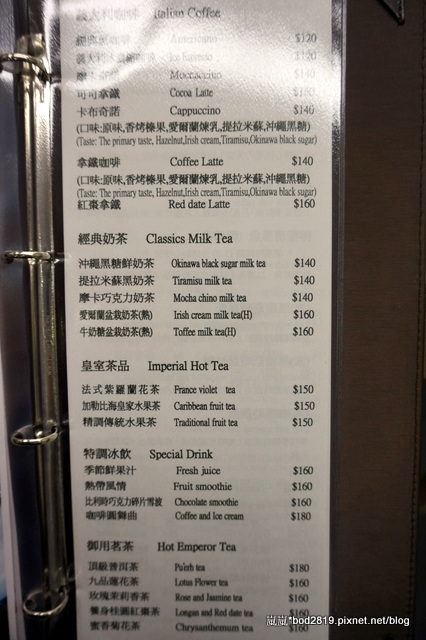 義大利咖啡 Italian Coffee
Americano $120
$120
Moccaccino $140
可可拿鐵 Cocoa Latte
卡布奇諾 Cappuccino $140
(口味:原味,香烤榛果,愛爾蘭煉乳,提拉米蘇,沖繩黑糖)
(Taste: The primary taste, Hazelnut,Irish cream,Tiramisu,Okinawa black sugar)
拿鐵咖啡 Coffee Latte $140
(口味:原味,香烤榛果,愛爾蘭煉乳,提拉米蘇,沖繩黑糖)
(Taste: The primary taste, Hazelnut,Irish cream,Tiramisu,Okinawa black sugar)
紅棗拿鐵 Red date Latte $160
經典奶茶 Classics Milk Tea
沖繩黑糖鮮奶茶 Okinawa black sugar milk tea $140
提拉米蘇黑奶茶 Tiramisu milk tea $140
摩卡巧克力奶茶 Mocha chino milk tea $140
愛爾蘭盆栽奶茶(熱) Irish cream milk tea(H) $160
牛奶糖盆栽奶茶(熱) Toffee milk tea(H) $160
皇室茶品 Imperial Hot Tea
法式紫羅蘭花茶 France violet tea $150
加勒比海皇家水果茶 Caribbean fruit tea $150
精調傳統水果茶 Traditional fruit tea $150
特調冰飲 Special Drink
季節鮮果汁 Fresh juice $160
熱帶風情 Fruit smoothie $160
比利時巧克力碎片雪波 Chocolate smoothie $160
咖啡圓舞曲 Coffee and Ice cream $180
御用茗茶 Hot Emperor Tea
頂級普洱茶 Pu'erh tea $180
九品蓮花茶 Lotus Flower tea $160
玫瑰茉莉香茶 Rose and Jasmine tea $160
養身桂圓紅棗茶 Longan and Red date tea $160
蜜香菊花茶 Chrysanthemum tea $160
嵐嵐*bod2819.pixnet.net/blog